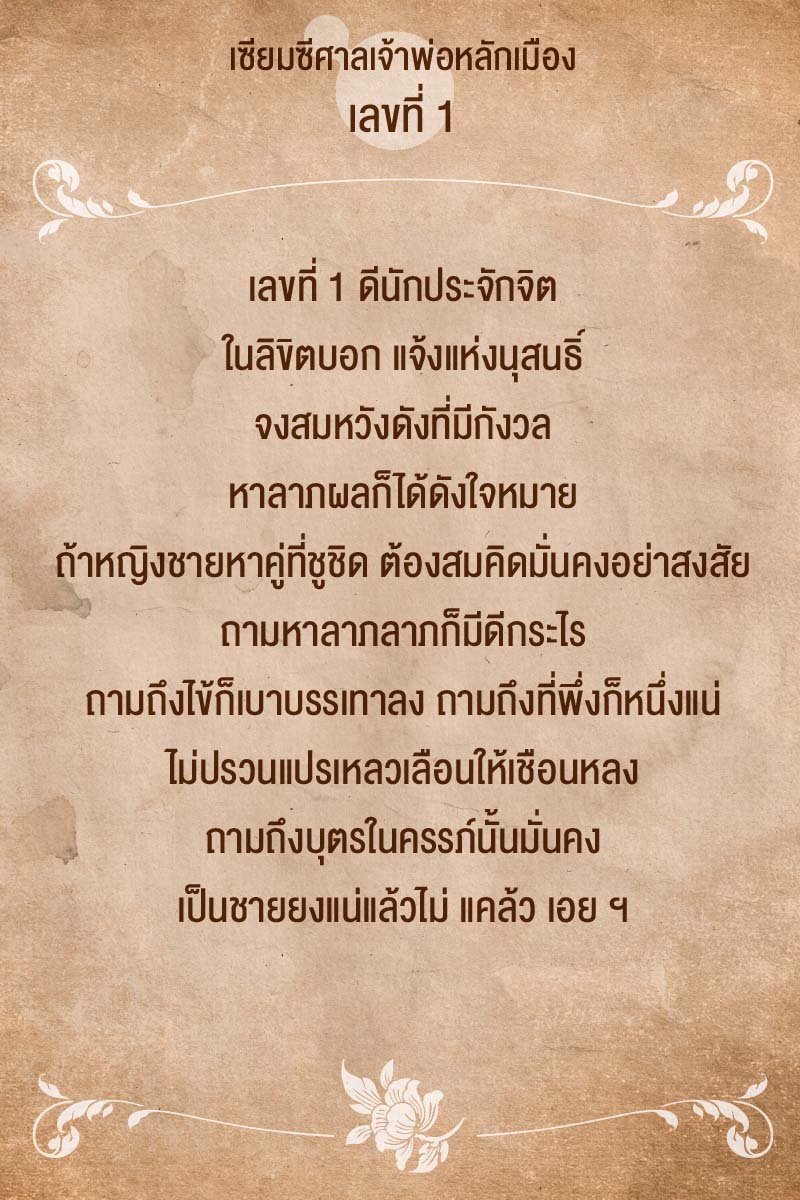 เซียมซีศาลเจ้าพ่อหลักเมือง
เลขที่ 1
เลขที่ 1 ดีนักประจักจิต
ในลิขิตบอก แจ้งแห่งนุสนธิ์
จงสมหวังดังที่มีกังวล
หาลาภผลก็ได้ดังใจหมาย
ถ้าหญิงชายหาคู่ที่ชูชิด ต้องสมคิดมั่นคงอย่าสงสัย
ถามหาลาภลาภก็มีดีกระไร
ถามถึงไข้ก็เบาบรรเทาลง ถามถึงที่พึ่งก็หนึ่งแน่
ไม่ปรวนแปรเหลวเลือนให้เชือนหลง
ถามถึงบุตรในครรภ์นั้นมั่นคง
เป็นชายยงแน่แล้วไม่ แคล้ว เอย ฯ